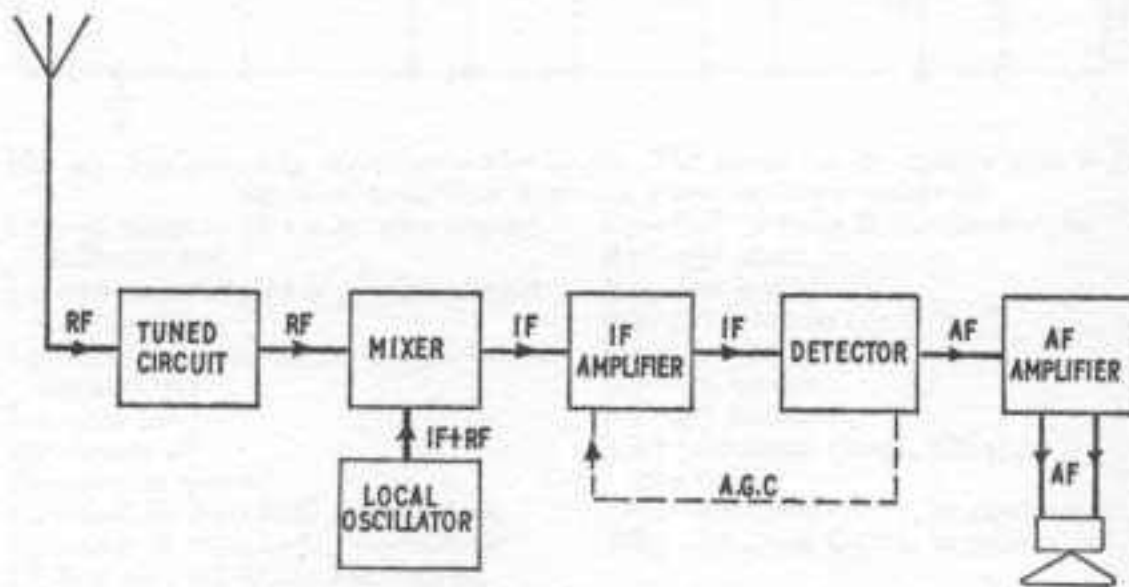 RF
TUNED
CIRCUIT
RF
MIXER
IF
IF
AMPLIFIER
IF
DETECTOR
AF
AF
AMPLIFIER
IF+RF
LOCAL
OSCILLATOR
A.G.C
AF